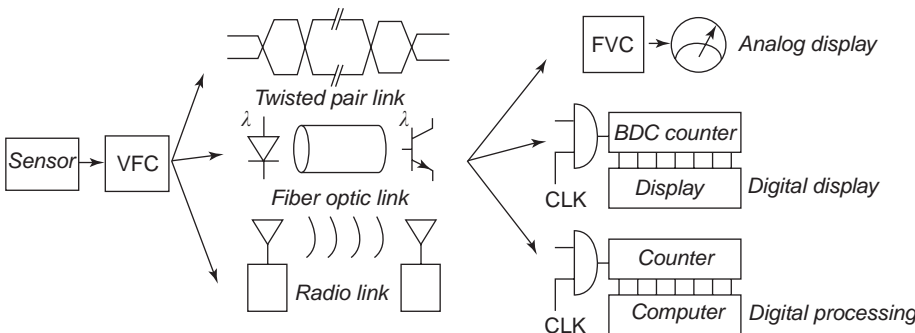 Sensor
VFC
Twisted pair link
λ
λ
Fiber optic link
Radio link
FVC
Analog display
BDC counter
CLK
Display
Digital display
Counter
CLK
Computer
Digital processing